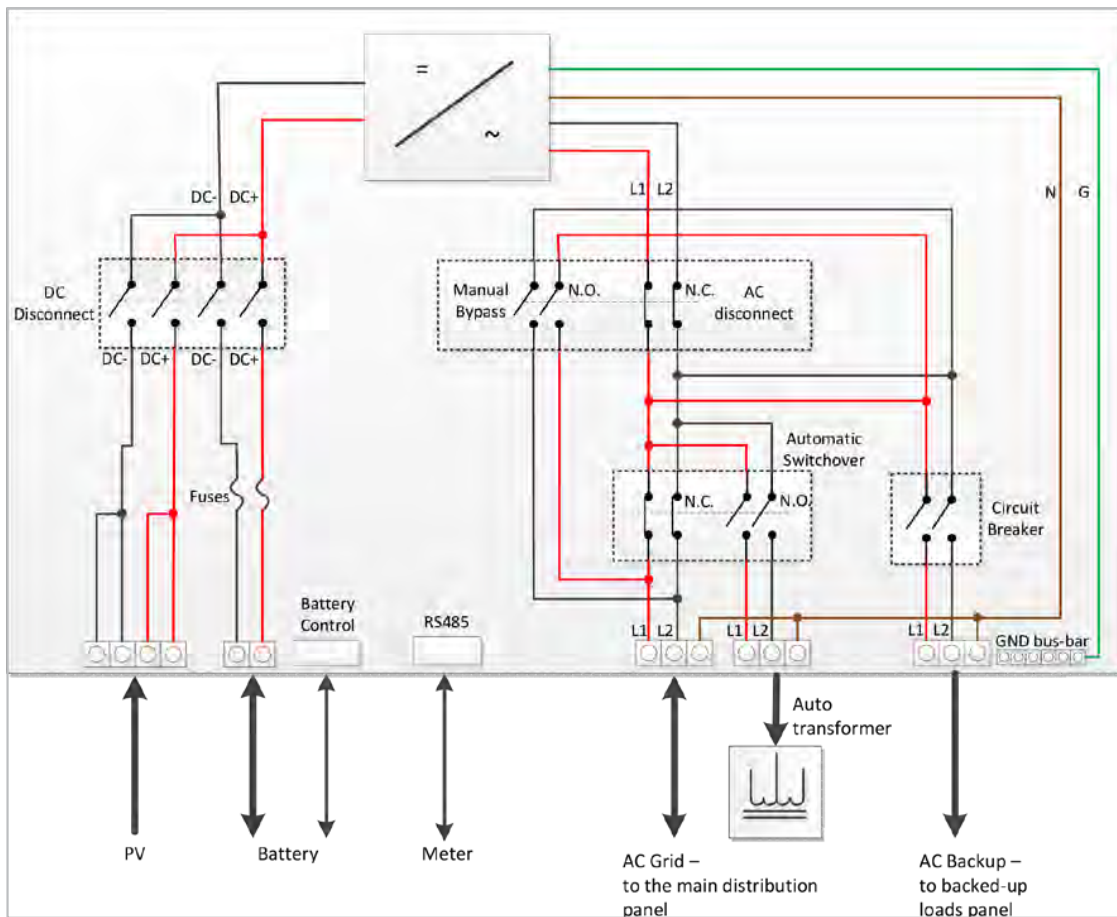 =
~
L1 L2
N G
DC- DC+
DC
Disconnect
Manual
Bypass
N.O.
N.C.
AC
disconnect
DC- DC+ DC- DC+
Automatic
Switchover
Fuses
N.C.
N.O.
Circuit
Breaker
Battery
Control
RS485
L1 L2
L1 L2
L1 L2
GND bus-bar
Auto
transformer
PV
Battery
Meter
AC Grid –
to the main distribution
panel
AC Backup –
to backed-up
loads panel